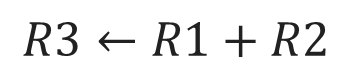 R3 ← R1 + R2